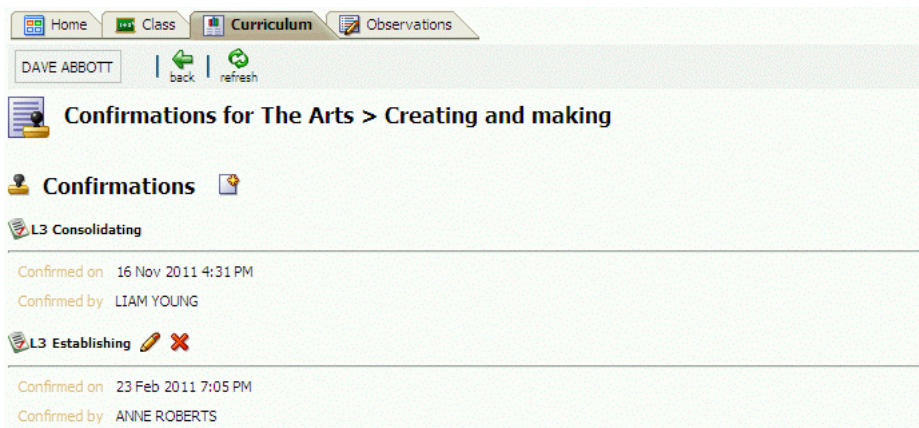 Home Class Curriculum Observations
DAVE ABBOTT back refresh
Confirmations for The Arts > Creating and making
Confirmations
L3 Consolidating
Confirmed on 16 Nov 2011 4:31 PM
Confirmed by LIAM YOUNG
L3 Establishing
Confirmed on 23 Feb 2011 7:05 PM
Confirmed by ANNE ROBERTS